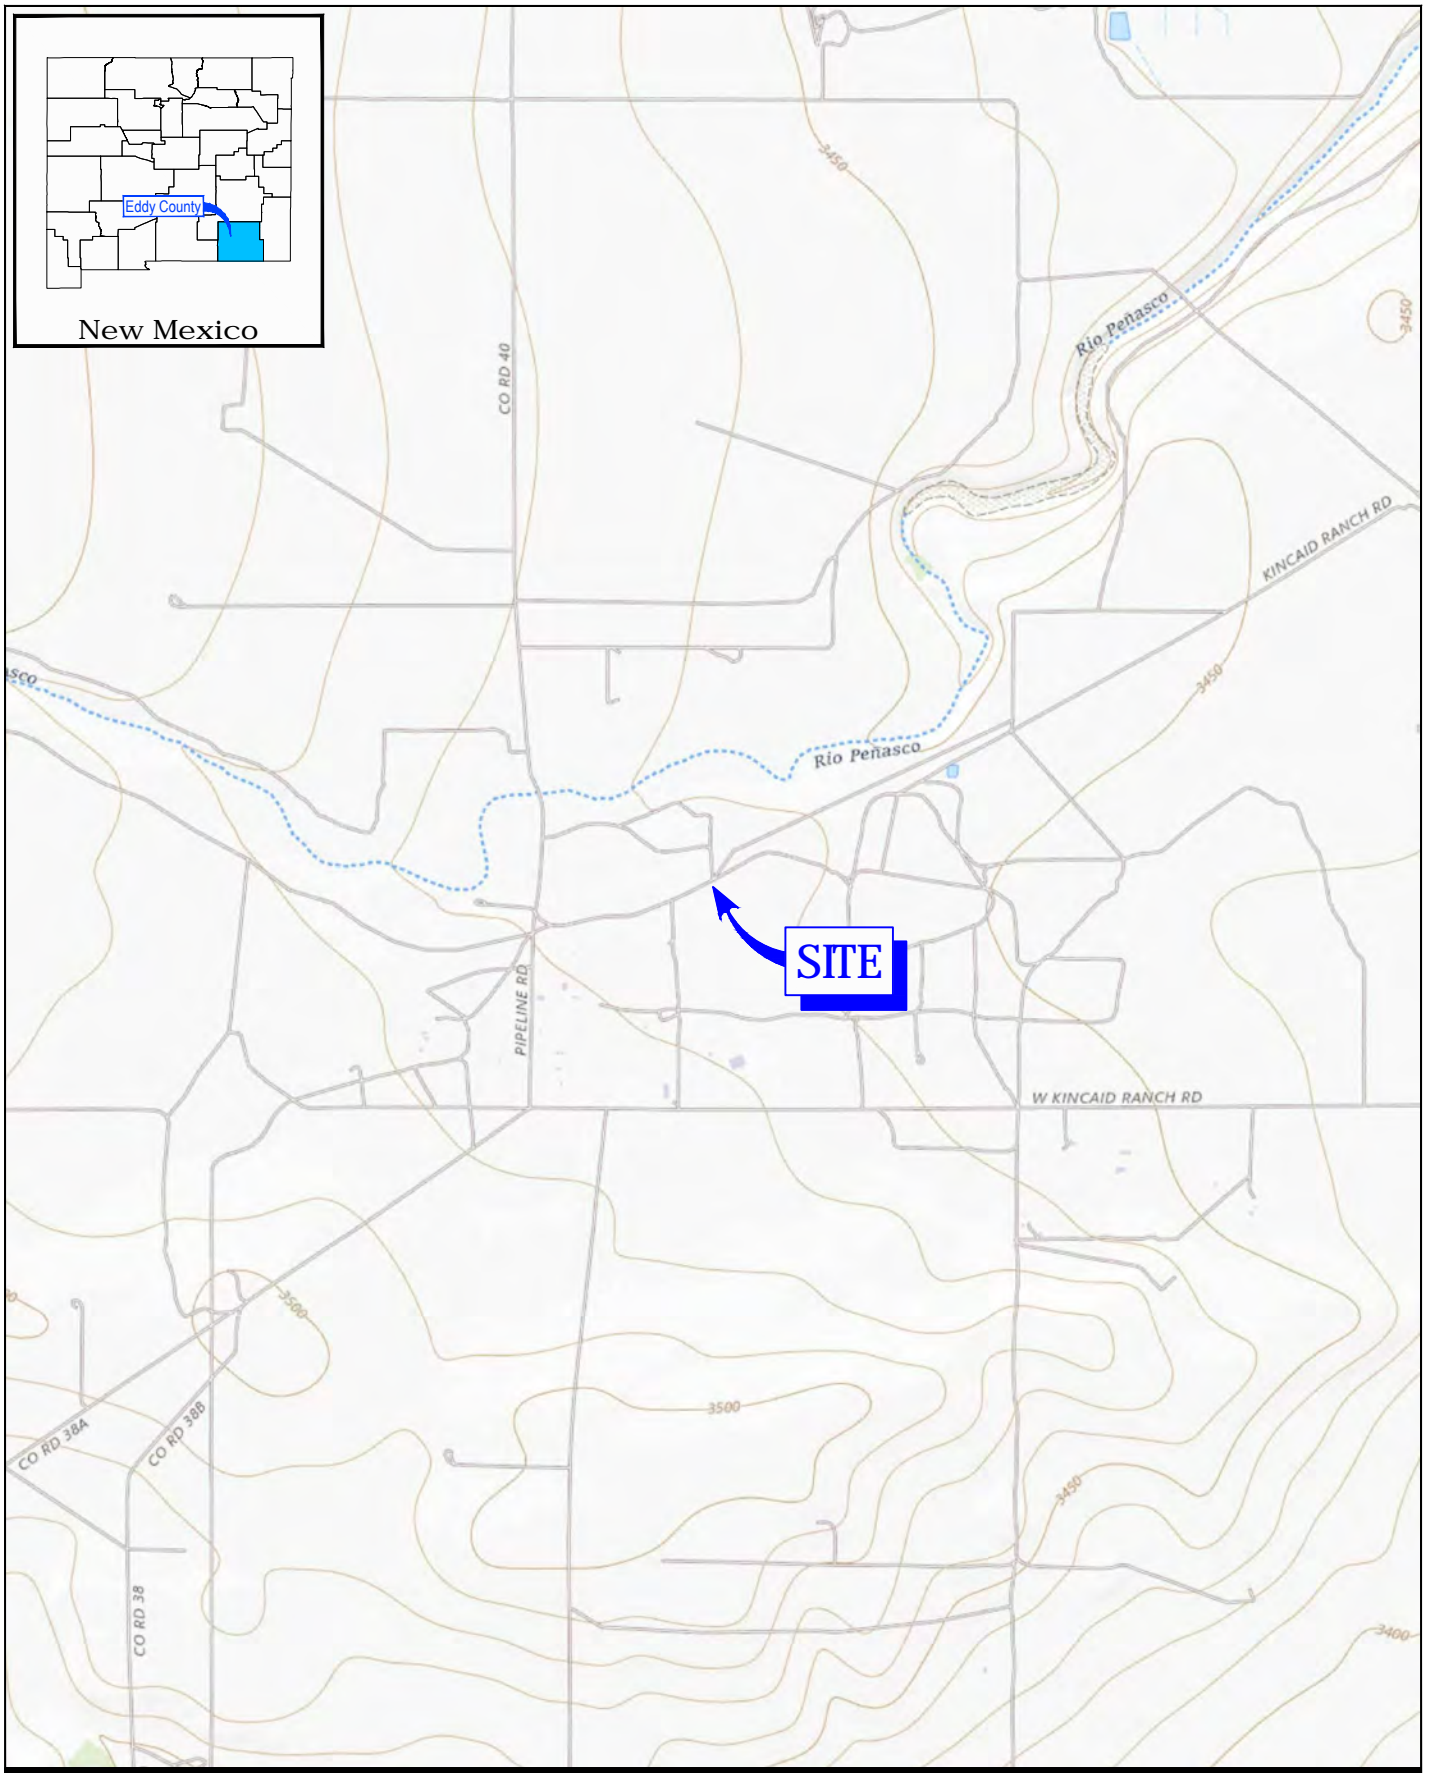 Eddy County
New Mexico
3450
3450
Rio Peñasco
CO RD 40
KINCAID RANCH RD
3450
Rio Peñasco
SITE
PIPELINE RD
W KINCAID RANCH RD
3500
3500
CO RD 38A
CO RD 38B
3450
CO RD 38
3400